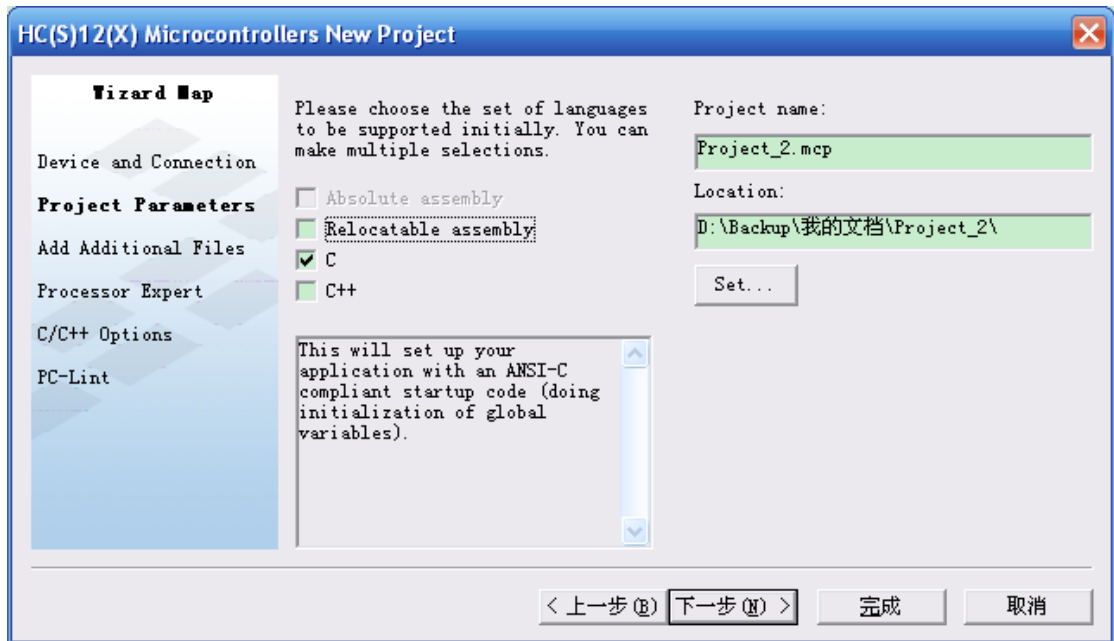 HC(S)12(X) Microcontrollers New Project
Wizard Map
Device and Connection
Project Parameters
Add Additional Files
Processor Expert
C/C++ Options
PC-Lint
Please choose the set of languages
to be supported initially. You can
make multiple selections.
Absolute assembly
Relocatable assembly
C
C++
This will set up your
application with an ANSI-C
compliant startup code (doing
initialization of global
variables).
Project name:
Project_2.mcp
Location:
D:\Backup\我的文档\Project_2\
Set...
< 上一步(B)
下一步(N) >
完成
取消